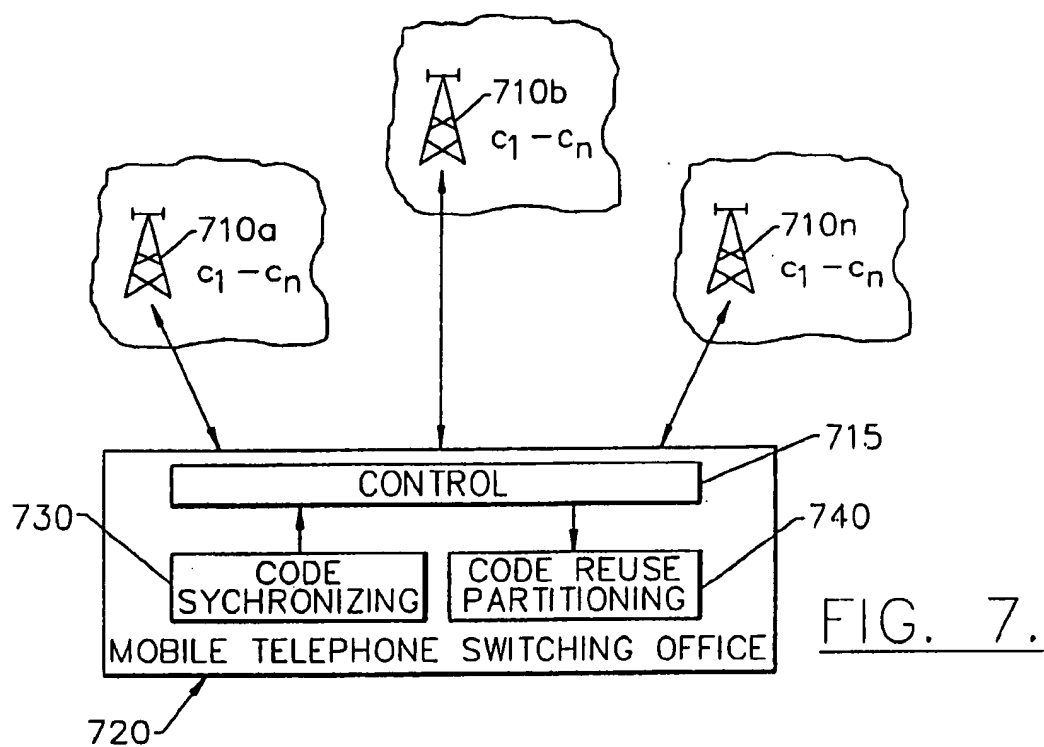 710b
c1 – cn
710a
c1 – cn
710n
c1 – cn
715
CONTROL
730
740
CODE
SYCHRONIZING
CODE REUSE
PARTITIONING
MOBILE TELEPHONE SWITCHING OFFICE
720
FIG. 7.